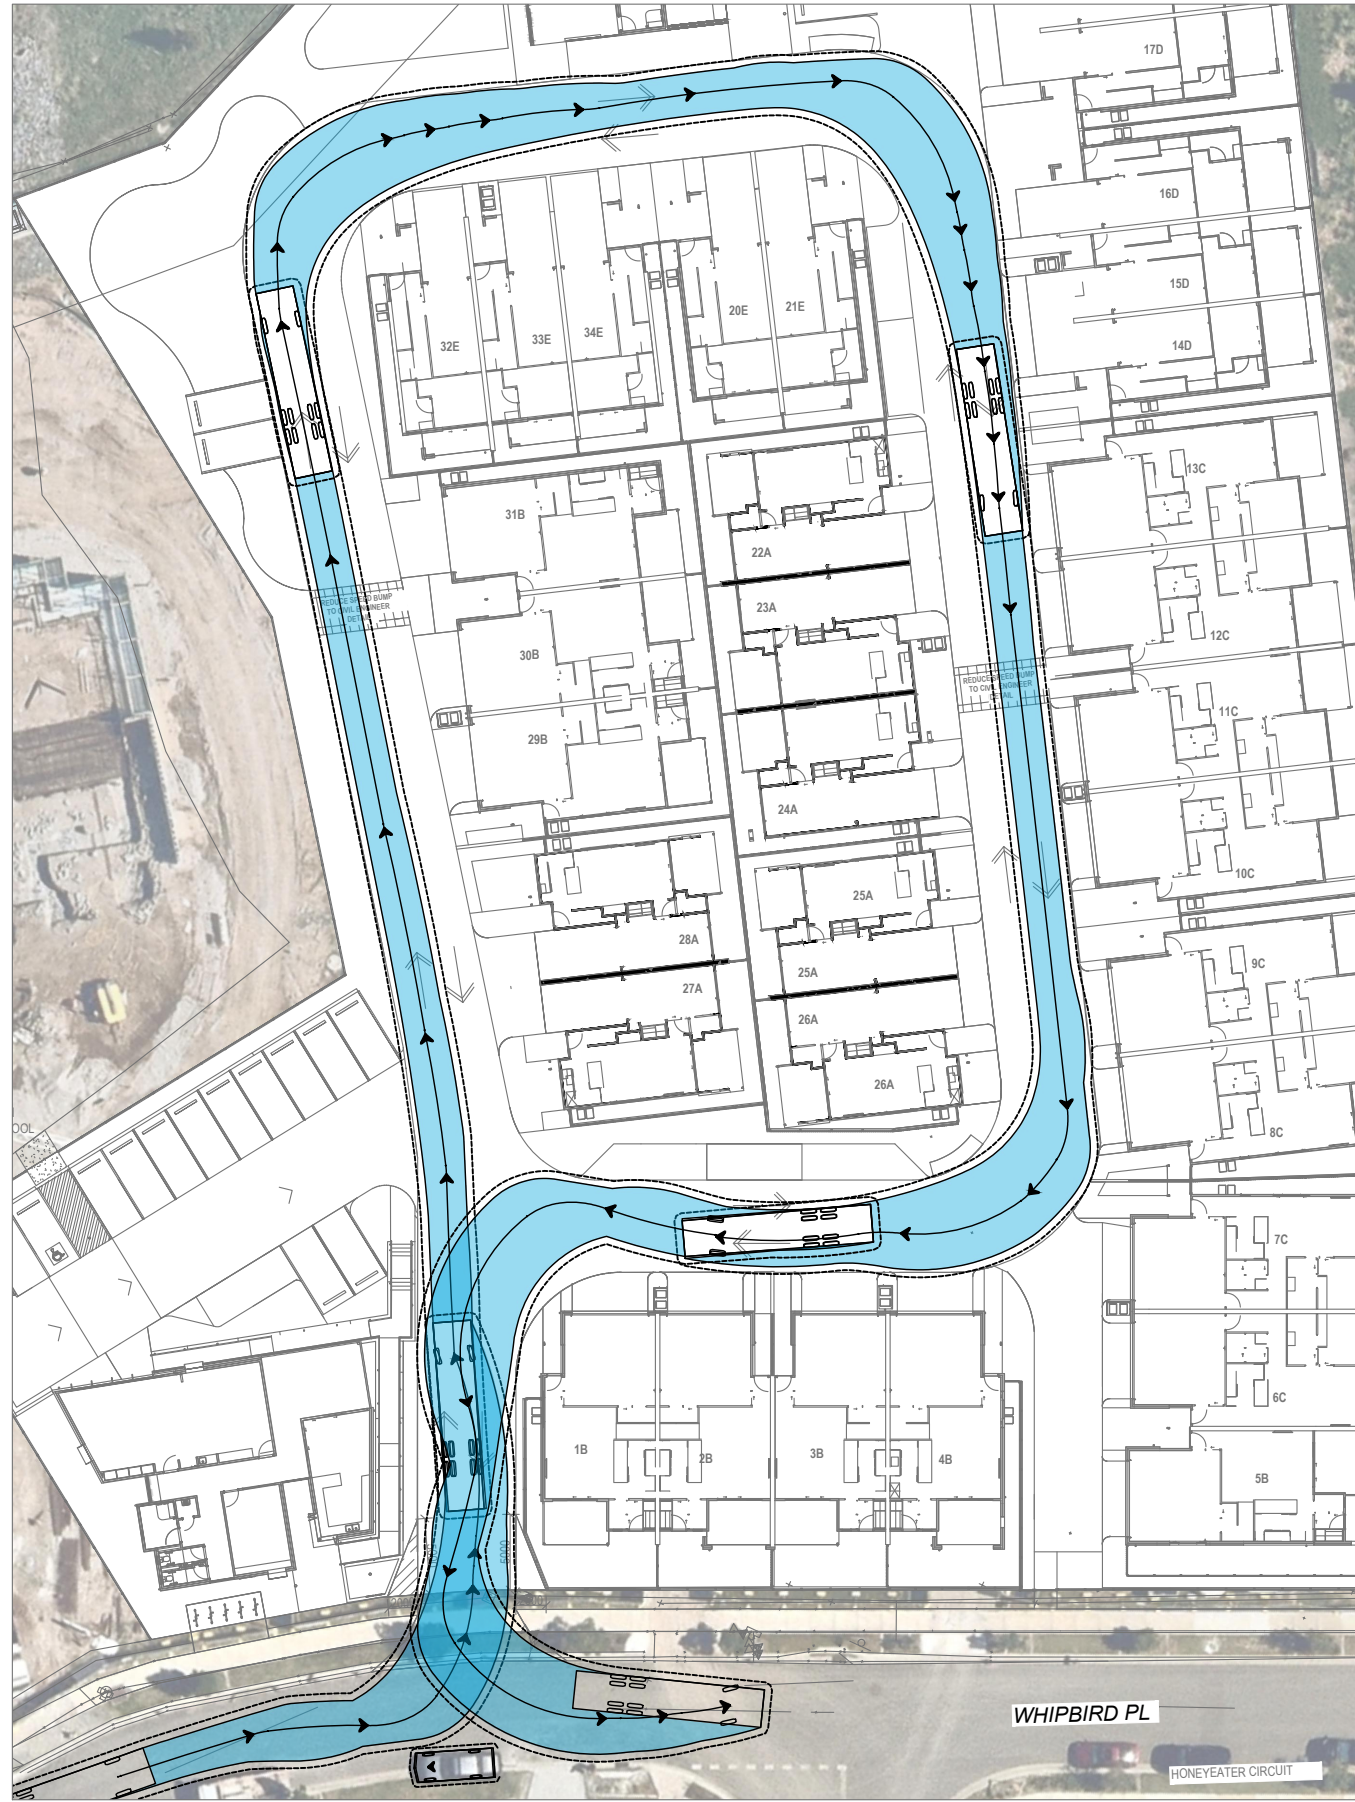 17D
16D
15D
14D
20E
21E
34E
33E
32E
13C
31B
22A
REDUCE SPEED BUMP
TO CIVIL ENGINEER
DETAIL
23A
12C
30B
REDUCE SPEED BUMP
TO CIVIL ENGINEER
DETAIL
11C
29B
24A
10C
25A
28A
9C
25A
27A
26A
26A
OOL
8C
7C
6C
1B
2B
3B
4B
5B
5000
WHIPBIRD PL
HONEYEATER CIRCUIT